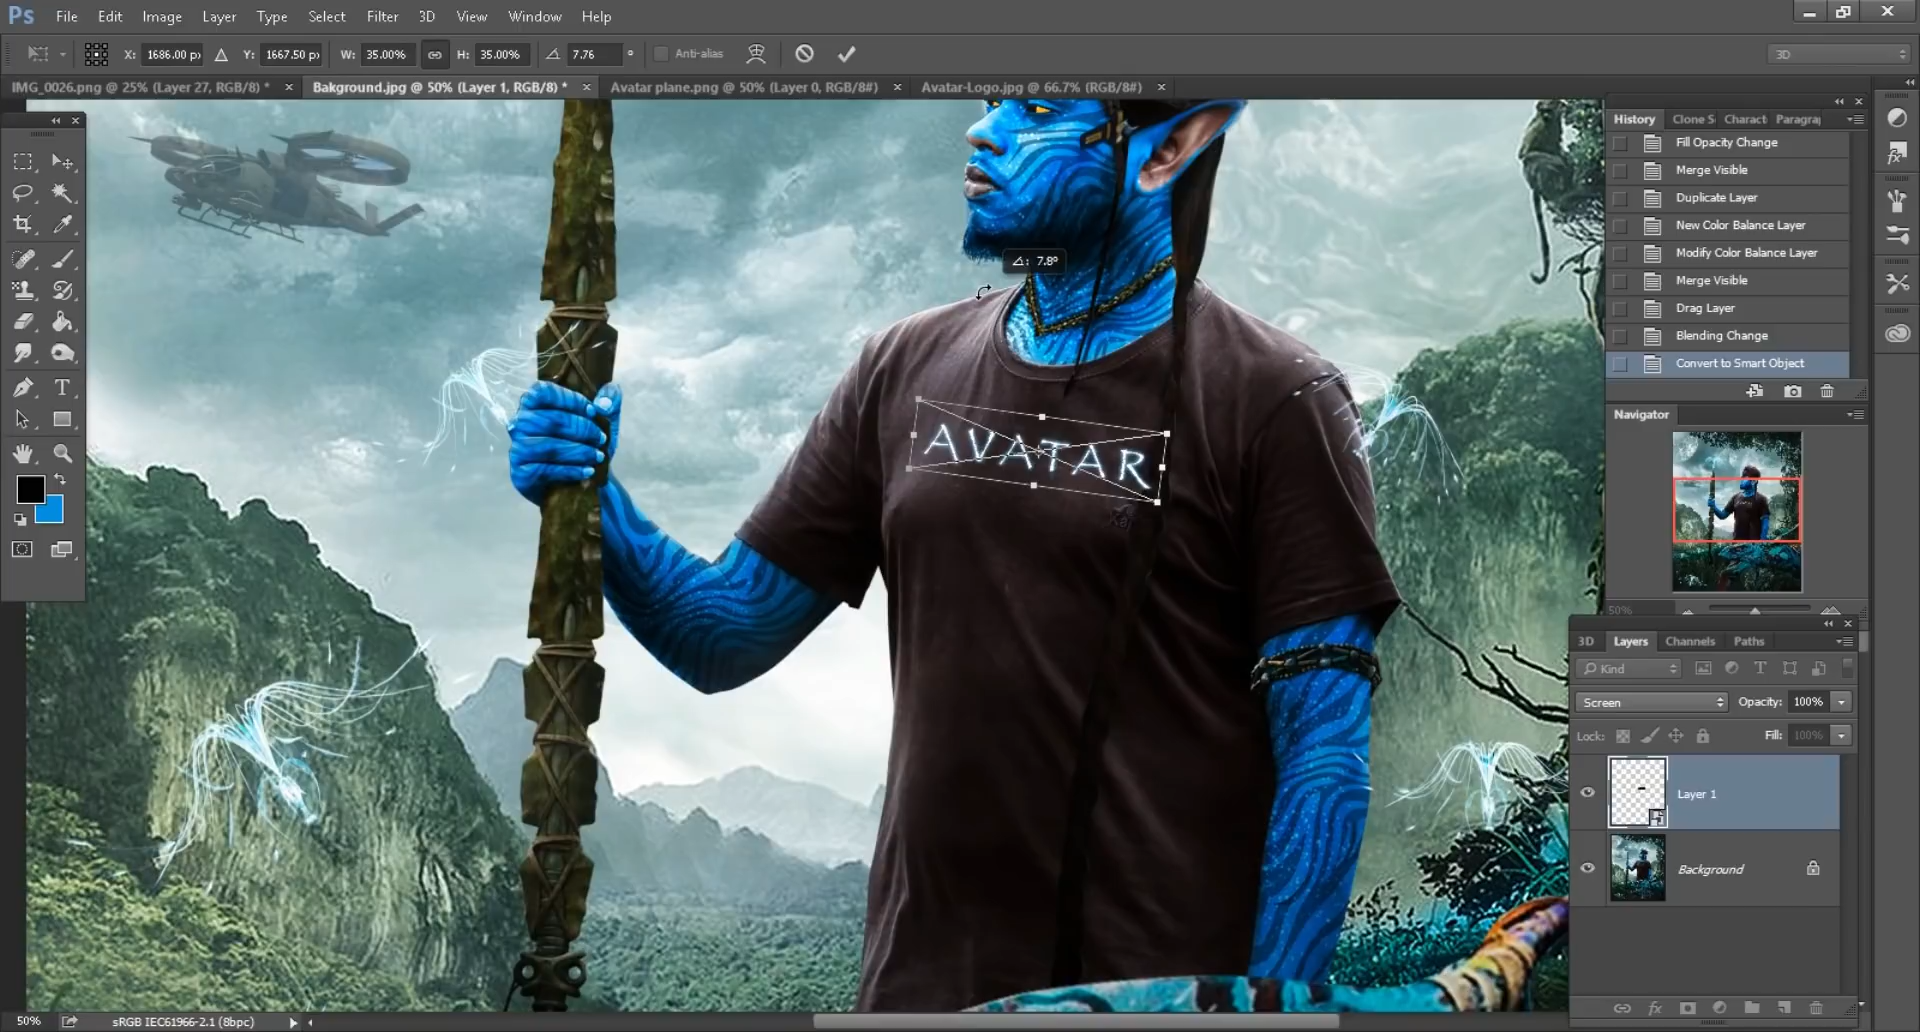 Ps File Edit Image Layer Type Select Filter 3D View Window Help
X: 1686.00 p) Y: 1667.50 p) W: 35.00% H: 35.00% 7.76 ° Anti-alias 3D
IMG_0026.png @ 25% (Layer 27, RGB/8) * × Bakground.jpg @ 50% (Layer 1, RGB/8) * × Avatar plane.png @ 50% (Layer 0, RGB/8#) × Avatar-Logo.jpg @ 66.7% (RGB/8#) ×
History Clone S Charact Paragra
Fill Opacity Change
Merge Visible
Duplicate Layer
New Color Balance Layer
Modify Color Balance Layer
Merge Visible
Drag Layer
Blending Change
Convert to Smart Object
Navigator
50%
: 7.8°
AVATAR
3D Layers Channels Paths
Kind
Screen Opacity: 100%
Lock: Fill: 100%
Layer 1
Background
50% sRGB IEC61966-2.1 (8bpc)